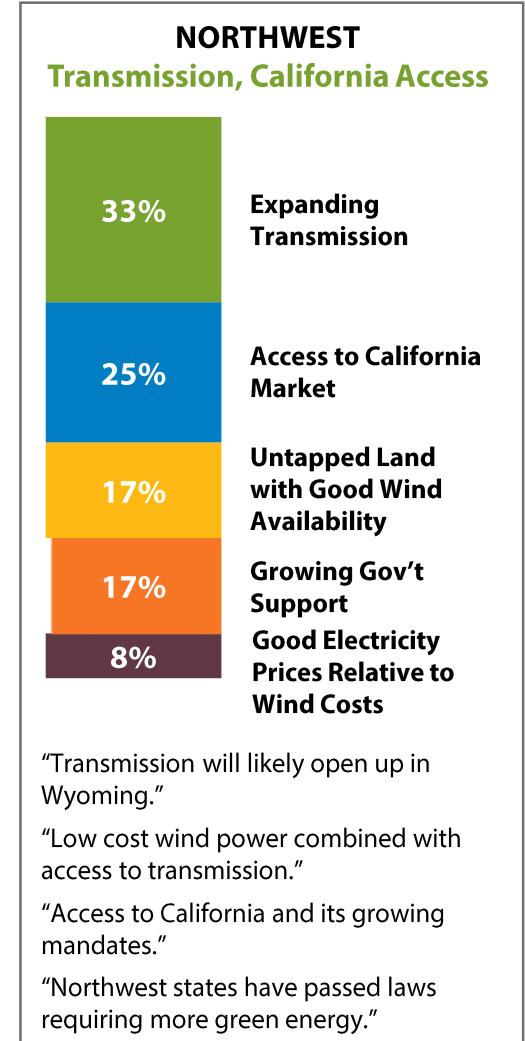 NORTHWEST
Transmission, California Access
33%
Expanding
Transmission
25%
Access to California
Market
17%
Untapped Land
with Good Wind
Availability
17%
Growing Gov’t
Support
8%
Good Electricity
Prices Relative to
Wind Costs
“Transmission will likely open up in
Wyoming.”
“Low cost wind power combined with
access to transmission.”
“Access to California and its growing
mandates.”
“Northwest states have passed laws
requiring more green energy.”